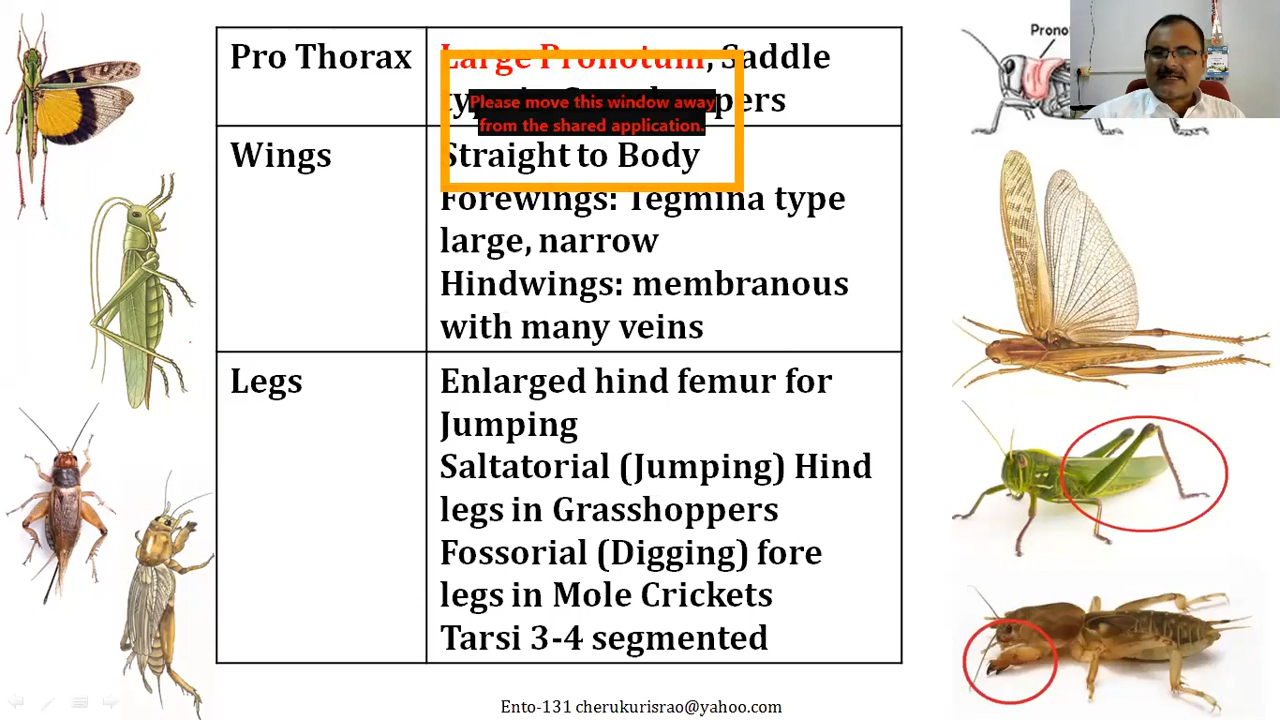 Pro Thorax
Large Pronotum, Saddle
pers
Please move this window away
from the shared application.
Wings
Straight to Body
Forewings: Tegmina type
large, narrow
Hindwings: membranous
with many veins
Legs
Enlarged hind femur for
Jumping
Saltatorial (Jumping) Hind
legs in Grasshoppers
Fossorial (Digging) fore
legs in Mole Crickets
Tarsi 3-4 segmented
Prono
Ento-131 cherukurisrao@yahoo.com